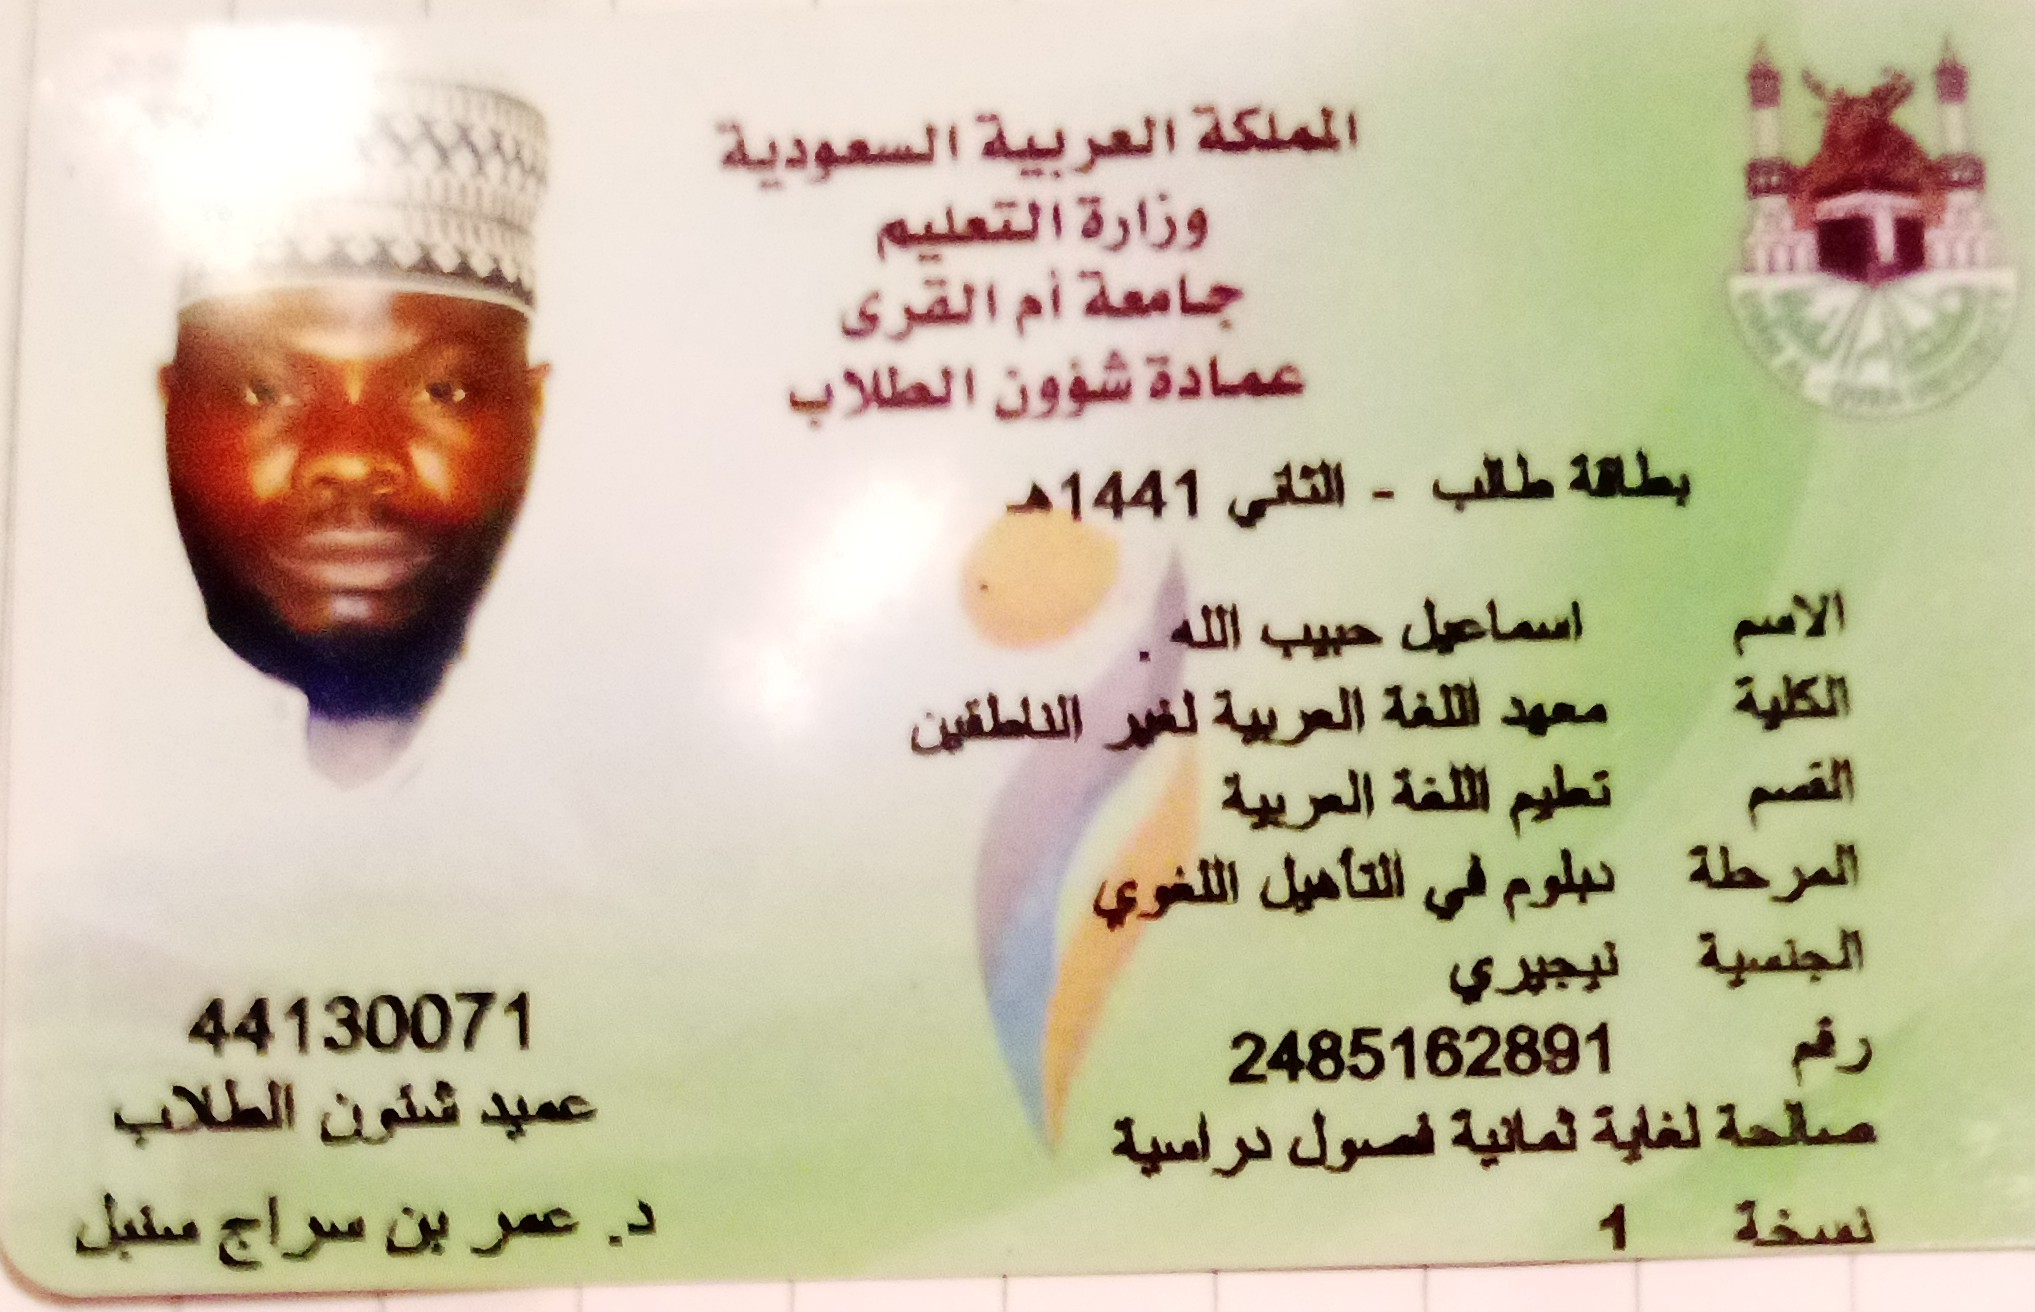 المملكة العربية السعودية
وزارة التعليم
جامعة أم القرى
عمادة شؤون الطلاب
بطاقة طالب - الثاني 1441هـ
الاسم اسماعيل حبيب الله .
الكلية معهد اللغة العربية لغير الناطقين
القسم تعليم اللغة العربية
المرحلة دبلوم في التأهيل اللغوي
الجنسية نيجيري
رقم 2485162891
صالحة لغاية ثمانية فصول دراسية
نسخة 1
44130071
عميد شئون الطلاب
د. عمر بن سراج سنبل